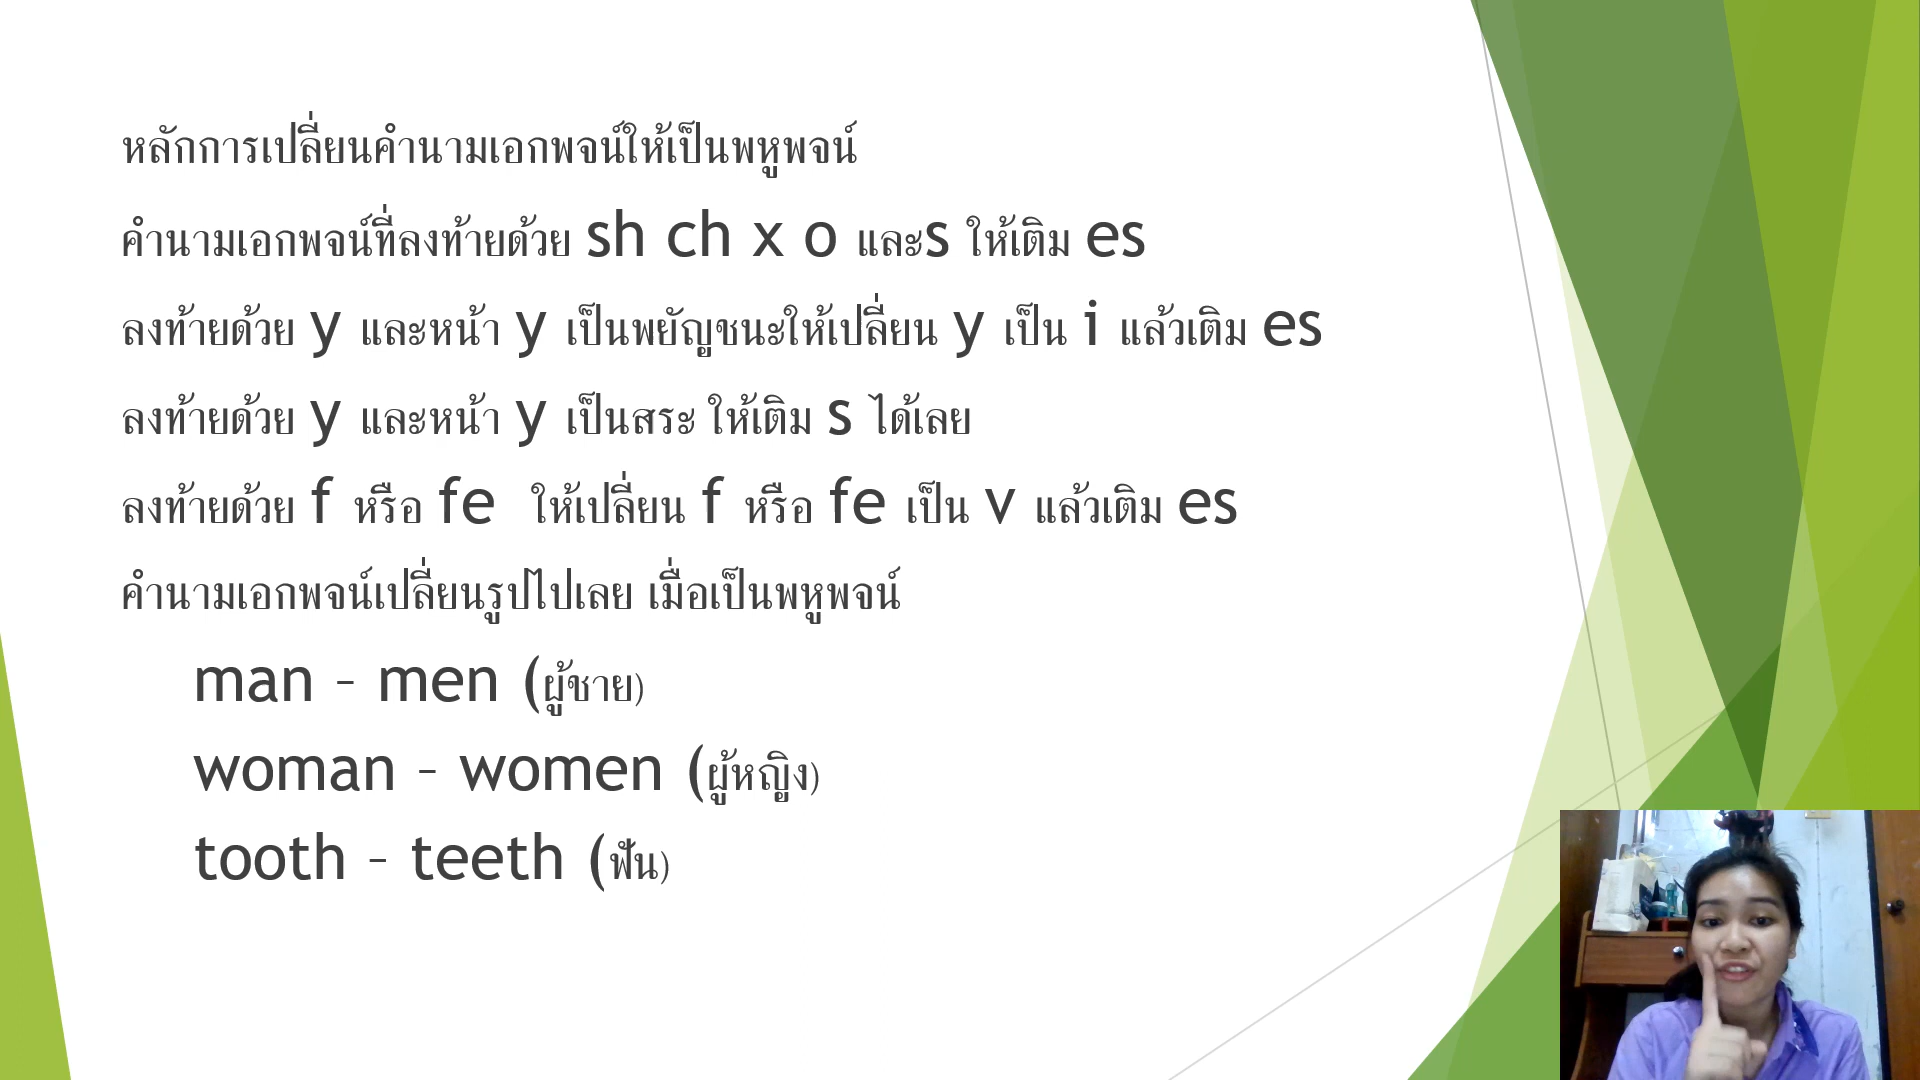 หลักการเปลี่ยนคำนามเอกพจน์ให้เป็นพหูพจน์
คำนามเอกพจน์ที่ลงท้ายด้วย sh ch x o และs ให้เติม es
ลงท้ายด้วย y และหน้า y เป็นพยัญชนะให้เปลี่ยน y เป็น i แล้วเติม es
ลงท้ายด้วย y และหน้า y เป็นสระ ให้เติม s ได้เลย
ลงท้ายด้วย f หรือ fe ให้เปลี่ยน f หรือ fe เป็น v แล้วเติม es
คำนามเอกพจน์เปลี่ยนรูปไปเลย เมื่อเป็นพหูพจน์
man – men (ผู้ชาย)
woman – women (ผู้หญิง)
tooth – teeth (ฟัน)